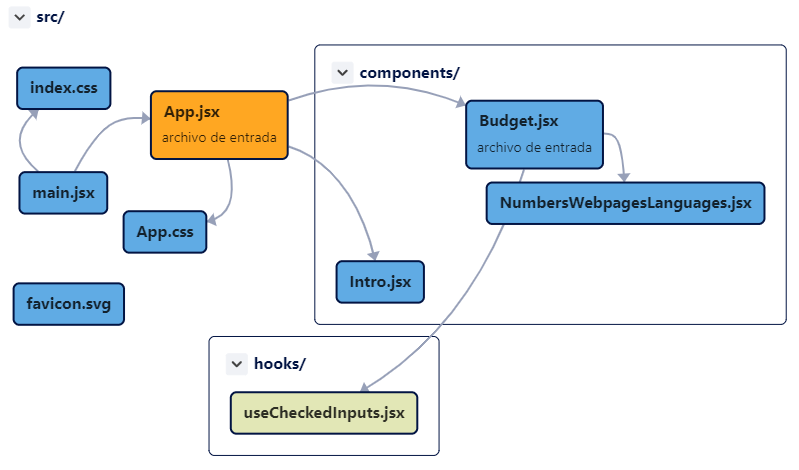 src/
components/
index.css
App.jsx
archivo de entrada
Budget.jsx
archivo de entrada
main.jsx
NumbersWebpagesLanguages.jsx
App.css
Intro.jsx
favicon.svg
hooks/
useCheckedInputs.jsx